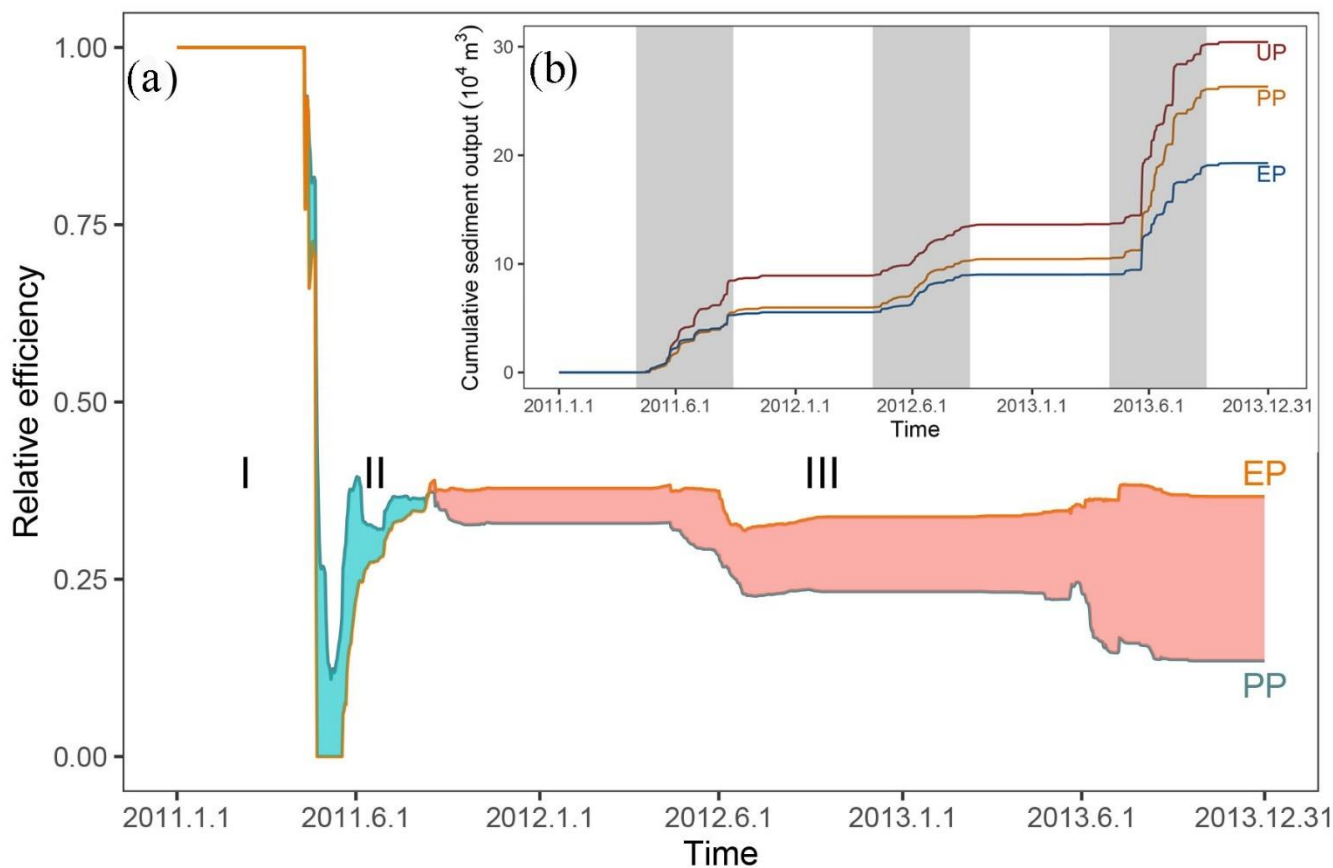 (a)
Relative efficiency
1.00
0.75
0.50
0.25
0.00
I
II
III
EP
PP
2011.1.1
2011.6.1
2012.1.1
2012.6.1
2013.1.1
2013.6.1
2013.12.31
Time
(b)
Cumulative sediment output (10⁴ m³)
30
20
10
0
UP
PP
EP
2011.1.1
2011.6.1
2012.1.1
2012.6.1
2013.1.1
2013.6.1
2013.12.31
Time